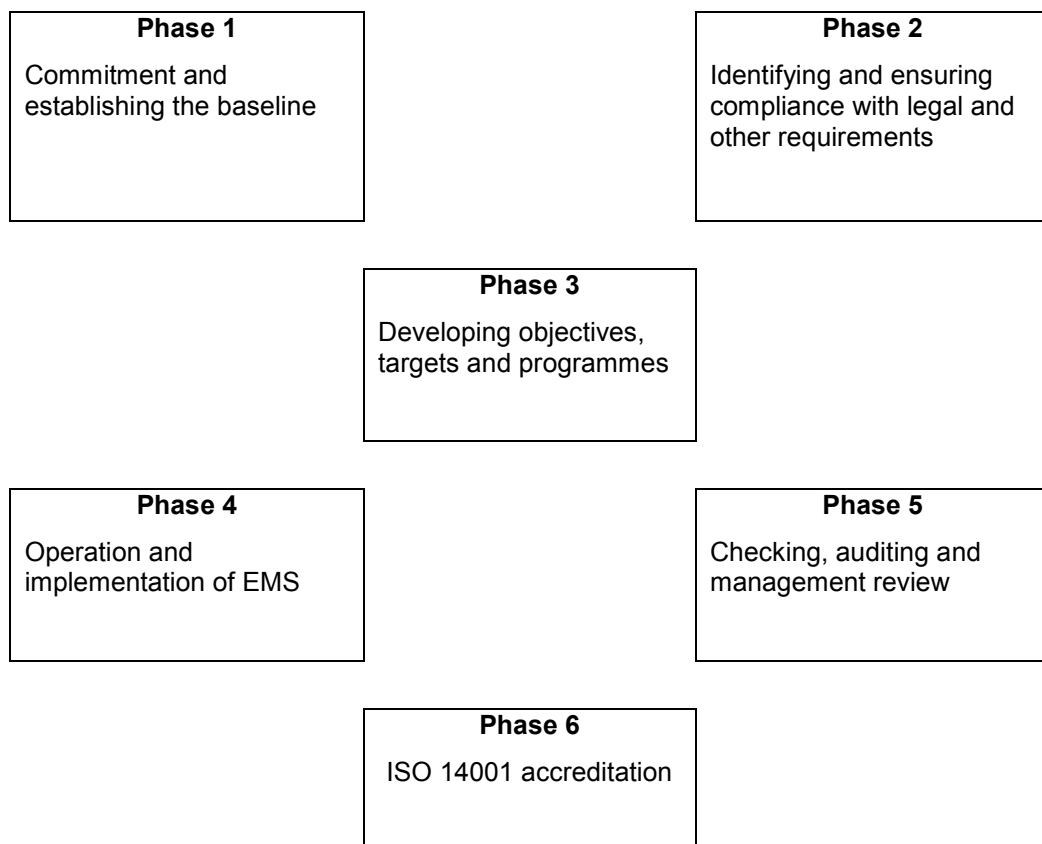 Phase 1
Commitment and
establishing the baseline
Phase 2
Identifying and ensuring
compliance with legal and
other requirements
Phase 3
Developing objectives,
targets and programmes
Phase 4
Operation and
implementation of EMS
Phase 5
Checking, auditing and
management review
Phase 6
ISO 14001 accreditation